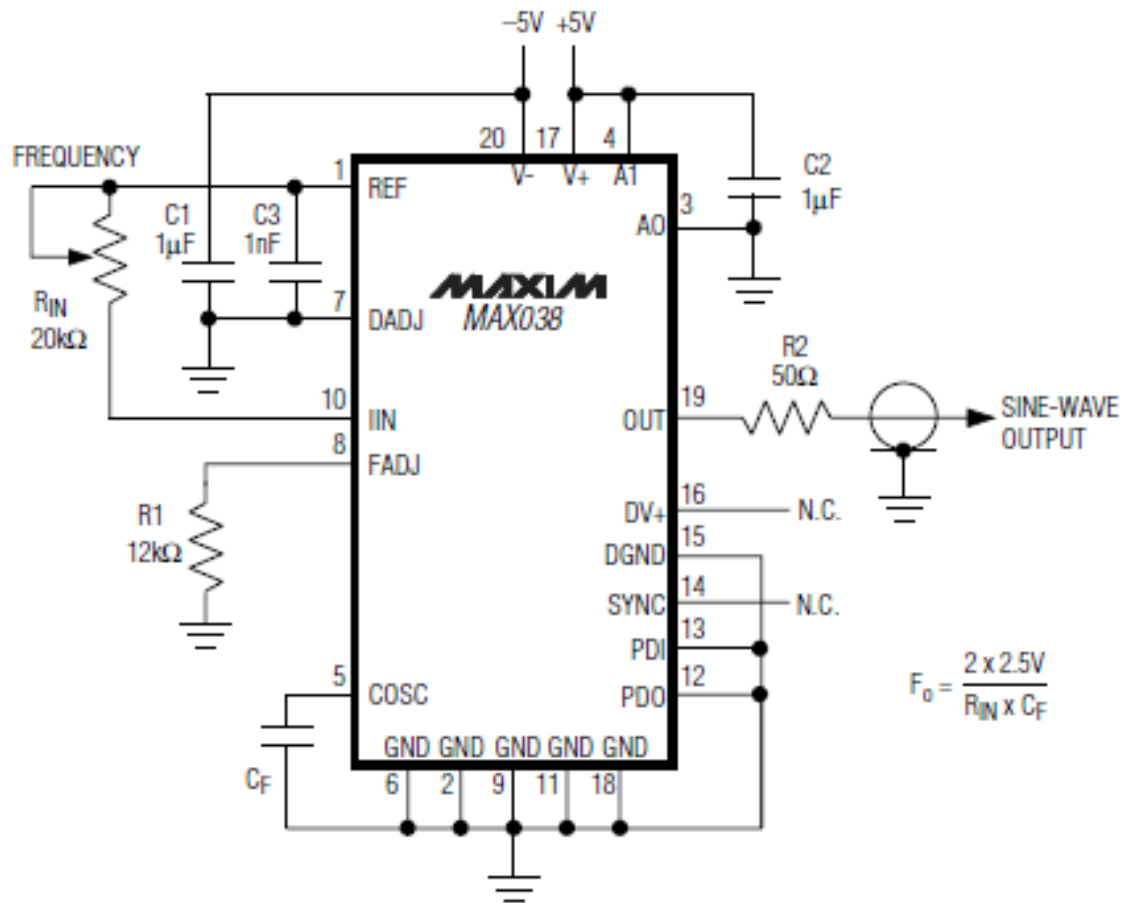 –5V +5V
20 17 4
V- V+ A1
FREQUENCY
1 REF
C1
1µF
C3
1nF
C2
1µF
3
AO
RIN
20kΩ
7
DADJ
MAXIM
MAX038
R2
50Ω
10
IIN
19
OUT
SINE-WAVE
OUTPUT
8
FADJ
16
DV+
N.C.
R1
12kΩ
15
DGND
14
SYNC
N.C.
13
PDI
5
COSC
12
PDO
Fo = 2 x 2.5V
RIN x CF
GND GND GND GND GND
CF
6 2 9 11 18